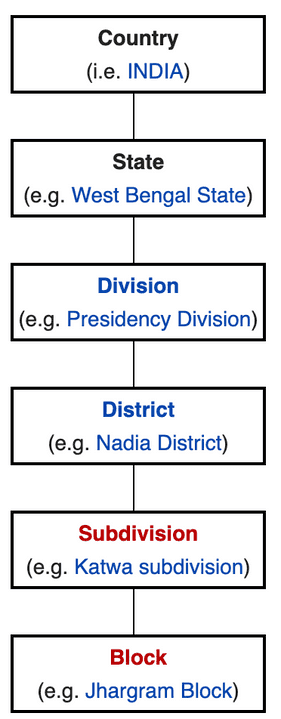 Country
(i.e. INDIA)
State
(e.g. West Bengal State)
Division
(e.g. Presidency Division)
District
(e.g. Nadia District)
Subdivision
(e.g. Katwa subdivision)
Block
(e.g. Jhargram Block)